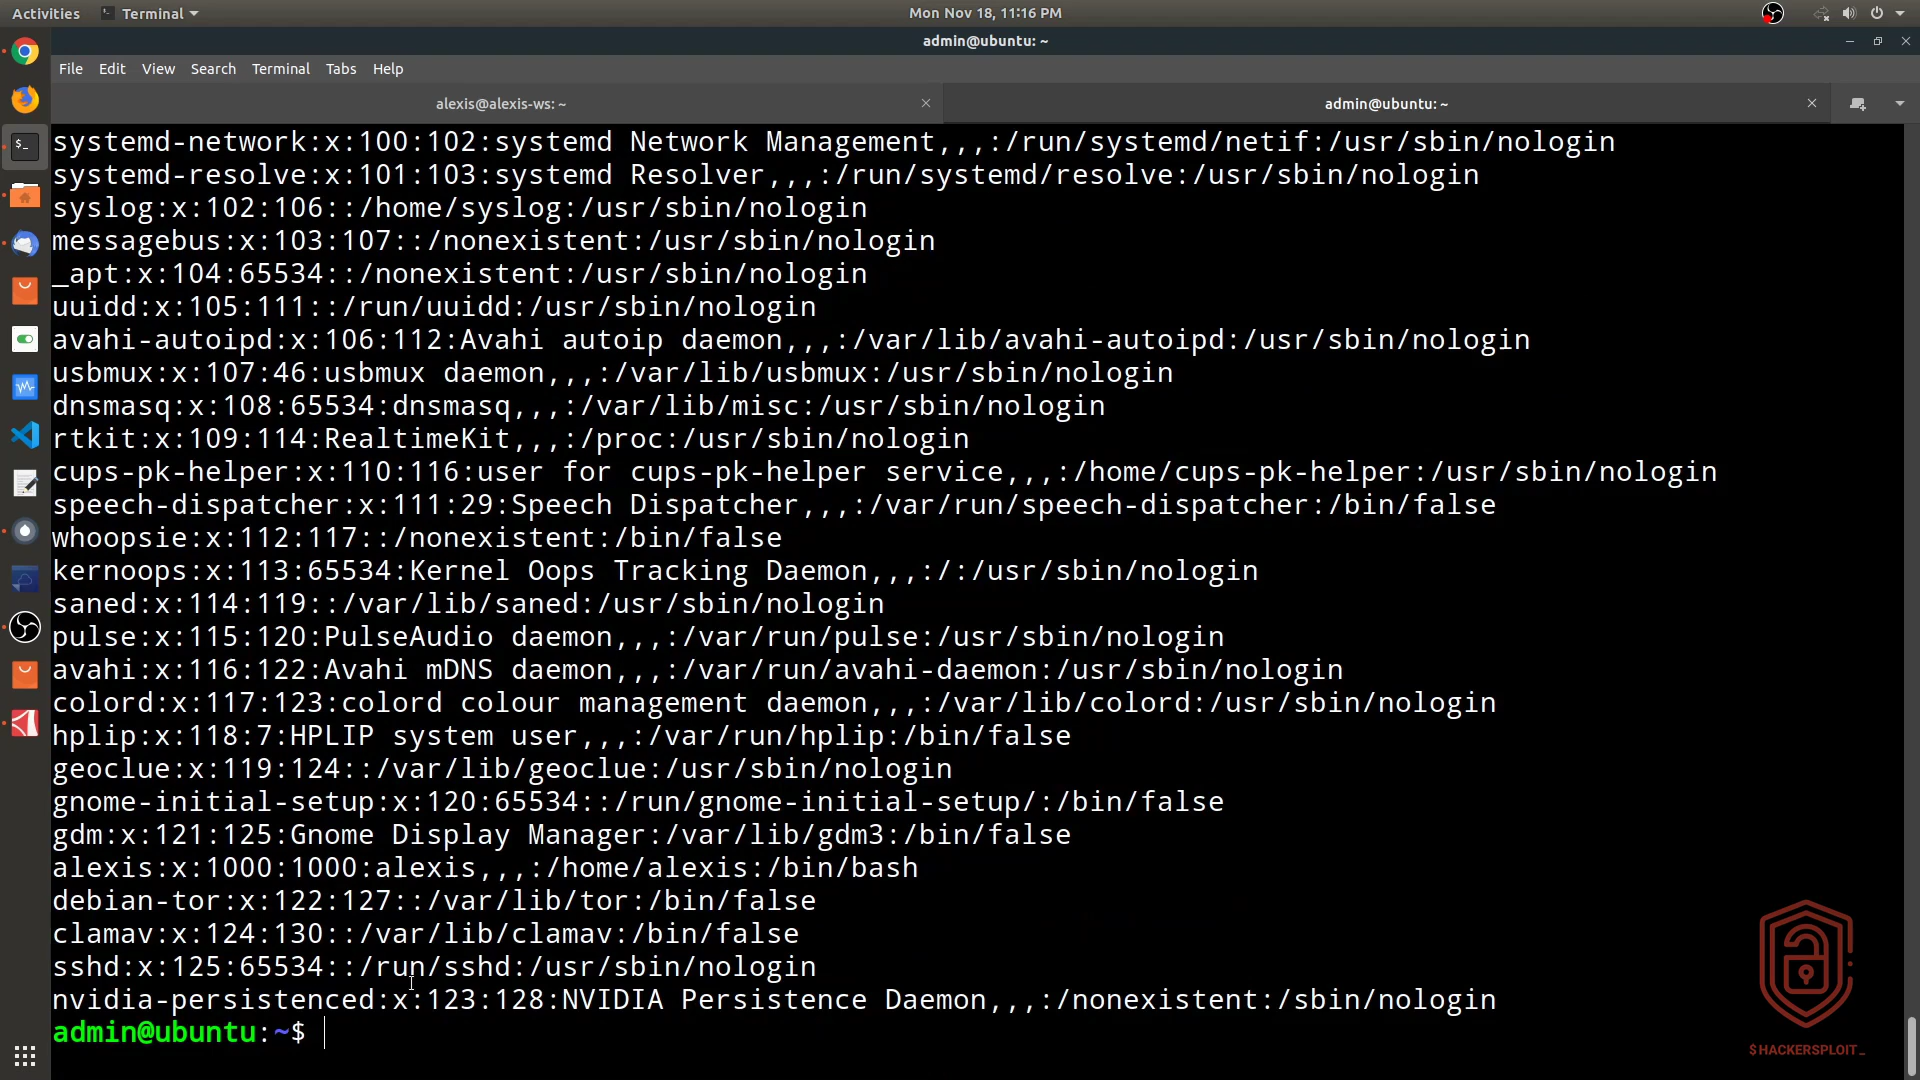 Activities
Terminal
Mon Nov 18, 11:16 PM
admin@ubuntu: ~
File Edit View Search Terminal Tabs Help
alexis@alexis-ws: ~
admin@ubuntu: ~
systemd-network:x:100:102:systemd Network Management,,,:/run/systemd/netif:/usr/sbin/nologin
systemd-resolve:x:101:103:systemd Resolver,,,:/run/systemd/resolve:/usr/sbin/nologin
syslog:x:102:106::/home/syslog:/usr/sbin/nologin
messagebus:x:103:107::/nonexistent:/usr/sbin/nologin
_apt:x:104:65534::/nonexistent:/usr/sbin/nologin
uuidd:x:105:111::/run/uuidd:/usr/sbin/nologin
avahi-autoipd:x:106:112:Avahi autoip daemon,,,:/var/lib/avahi-autoipd:/usr/sbin/nologin
usbmux:x:107:46:usbmux daemon,,,:/var/lib/usbmux:/usr/sbin/nologin
dnsmasq:x:108:65534:dnsmasq,,,:/var/lib/misc:/usr/sbin/nologin
rtkit:x:109:114:RealtimeKit,,,:/proc:/usr/sbin/nologin
cups-pk-helper:x:110:116:user for cups-pk-helper service,,,:/home/cups-pk-helper:/usr/sbin/nologin
speech-dispatcher:x:111:29:Speech Dispatcher,,,:/var/run/speech-dispatcher:/bin/false
whoopsie:x:112:117::/nonexistent:/bin/false
kernoops:x:113:65534:Kernel Oops Tracking Daemon,,,:/:/usr/sbin/nologin
saned:x:114:119::/var/lib/saned:/usr/sbin/nologin
pulse:x:115:120:PulseAudio daemon,,,:/var/run/pulse:/usr/sbin/nologin
avahi:x:116:122:Avahi mDNS daemon,,,:/var/run/avahi-daemon:/usr/sbin/nologin
colord:x:117:123:colord colour management daemon,,,:/var/lib/colord:/usr/sbin/nologin
hplip:x:118:7:HPLIP system user,,,:/var/run/hplip:/bin/false
geoclue:x:119:124::/var/lib/geoclue:/usr/sbin/nologin
gnome-initial-setup:x:120:65534::/run/gnome-initial-setup/:/bin/false
gdm:x:121:125:Gnome Display Manager:/var/lib/gdm3:/bin/false
alexis:x:1000:1000:alexis,,,:/home/alexis:/bin/bash
debian-tor:x:122:127::/var/lib/tor:/bin/false
clamav:x:124:130::/var/lib/clamav:/bin/false
sshd:x:125:65534::/run/sshd:/usr/sbin/nologin
nvidia-persistenced:x:123:128:NVIDIA Persistence Daemon,,,:/nonexistent:/sbin/nologin
admin@ubuntu:~$
$HACKERSPLOIT_